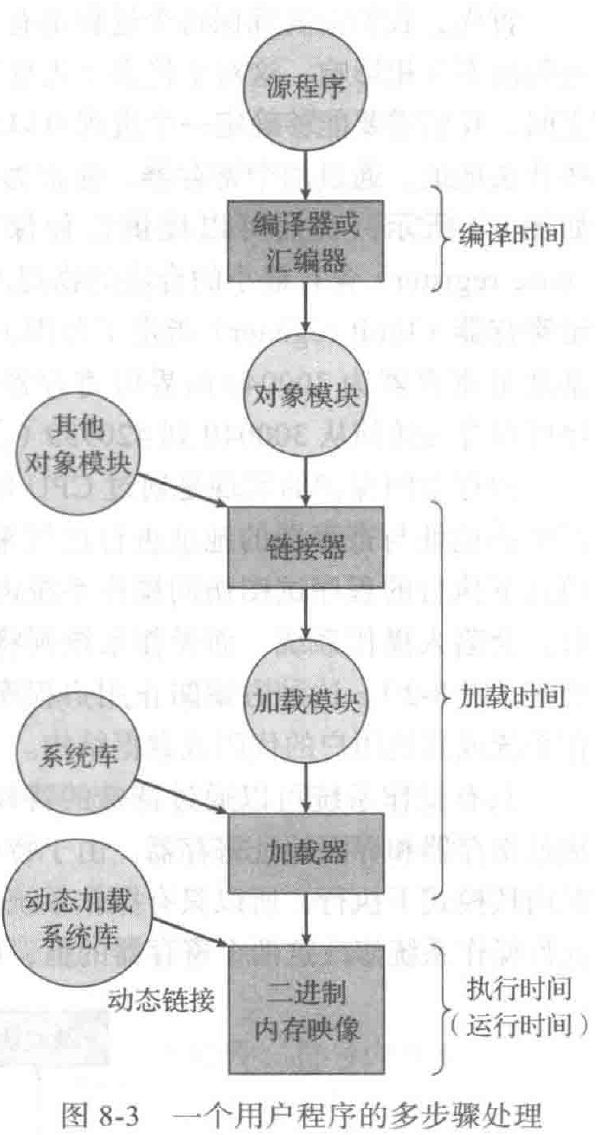 源程序
编译器或
汇编器
编译时间
对象模块
其他
对象模块
链接器
加载模块
加载时间
系统库
加载器
动态加载
系统库
动态链接
二进制
内存映像
执行时间
（运行时间）
图 8-3 一个用户程序的多步骤处理